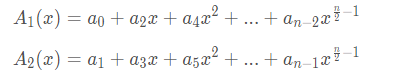 A₁(x) = a₀ + a₂x + a₄x² + ... + aₙ₋₂x^{n/2 − 1}
A₂(x) = a₁ + a₃x + a₅x² + ... + aₙ₋₁x^{n/2 − 1}